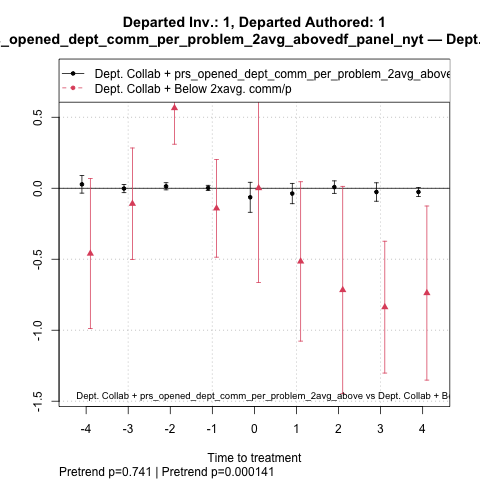 Departed Inv.: 1, Departed Authored: 1
s_opened_dept_comm_per_problem_2avg_abovedf_panel_nyt — Dept.
Dept. Collab + prs_opened_dept_comm_per_problem_2avg_above
Dept. Collab + Below 2xavg. comm/p
0.5
0.0
-0.5
-1.0
-1.5
Dept. Collab + prs_opened_dept_comm_per_problem_2avg_above vs Dept. Collab + Be
-4 -3 -2 -1 0 1 2 3 4
Time to treatment
Pretrend p=0.741 | Pretrend p=0.000141